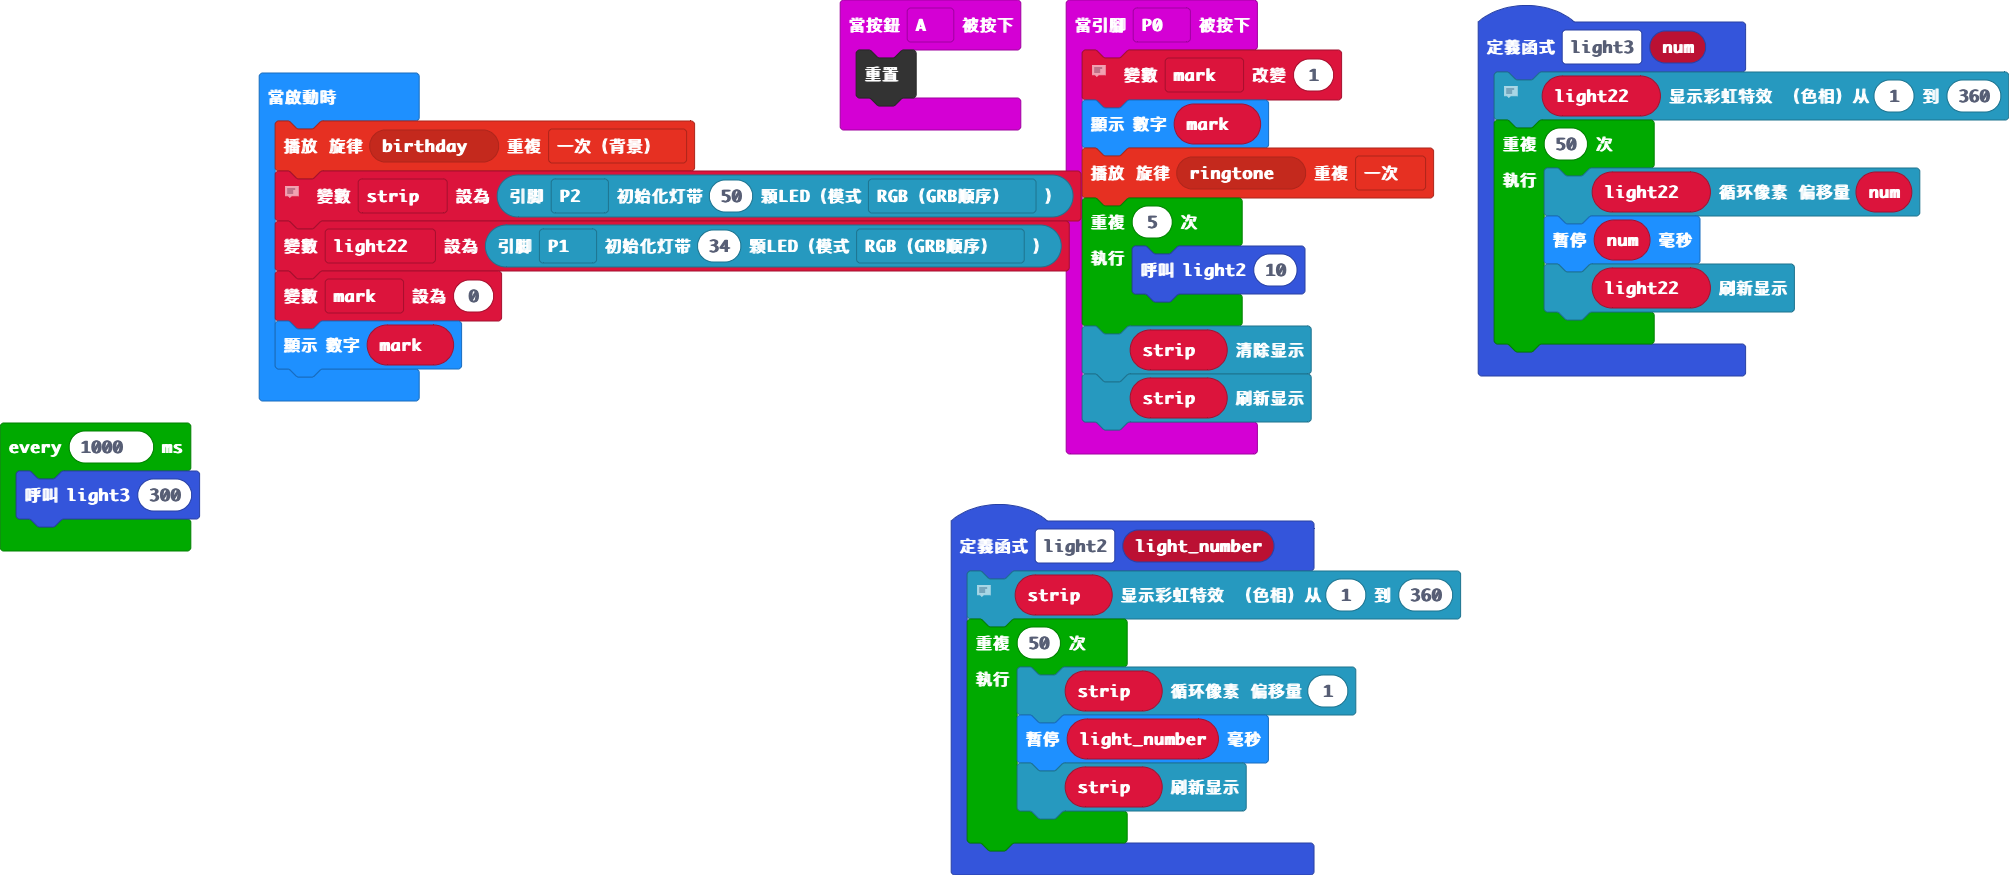 當啟動時
播放 旋律 birthday 重複 一次（背景）
變數 strip 設為 引脚 P2 初始化灯带 50 顆LED（模式 RGB（GRB順序） ）
變數 light22 設為 引脚 P1 初始化灯带 34 顆LED（模式 RGB（GRB順序） ）
變數 mark 設為 0
顯示 數字 mark
every 1000 ms
呼叫 light3 300
當按鈕 A 被按下
重置
當引腳 P0 被按下
變數 mark 改變 1
顯示 數字 mark
播放 旋律 ringtone 重複 一次
重複 5 次
執行
呼叫 light2 10
strip 清除显示
strip 刷新显示
定義函式 light3 num
light22 显示彩虹特效 （色相）从 1 到 360
重複 50 次
執行
light22 循环像素 偏移量 num
暫停 num 毫秒
light22 刷新显示
定義函式 light2 light_number
strip 显示彩虹特效 （色相）从 1 到 360
重複 50 次
執行
strip 循环像素 偏移量 1
暫停 light_number 毫秒
strip 刷新显示